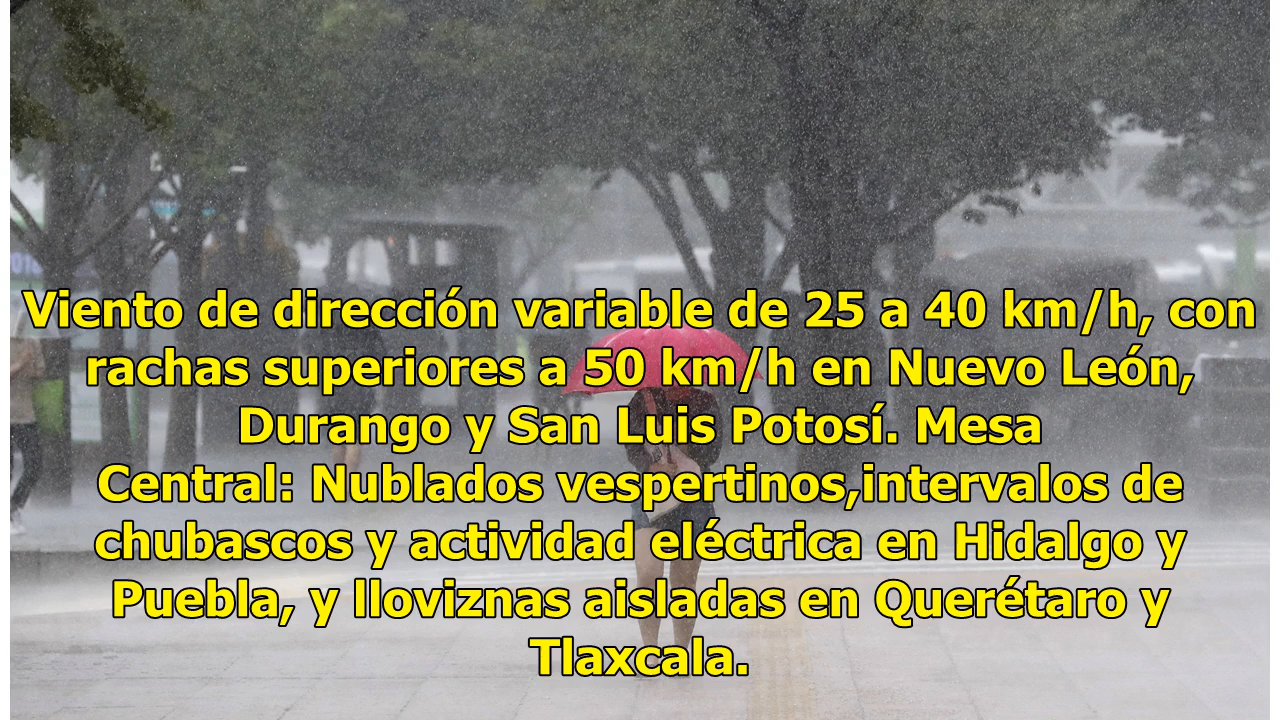 Viento de dirección variable de 25 a 40 km/h, con
rachas superiores a 50 km/h en Nuevo León,
Durango y San Luis Potosí. Mesa
Central: Nublados vespertinos,intervalos de
chubascos y actividad eléctrica en Hidalgo y
Puebla, y lloviznas aisladas en Querétaro y
Tlaxcala.